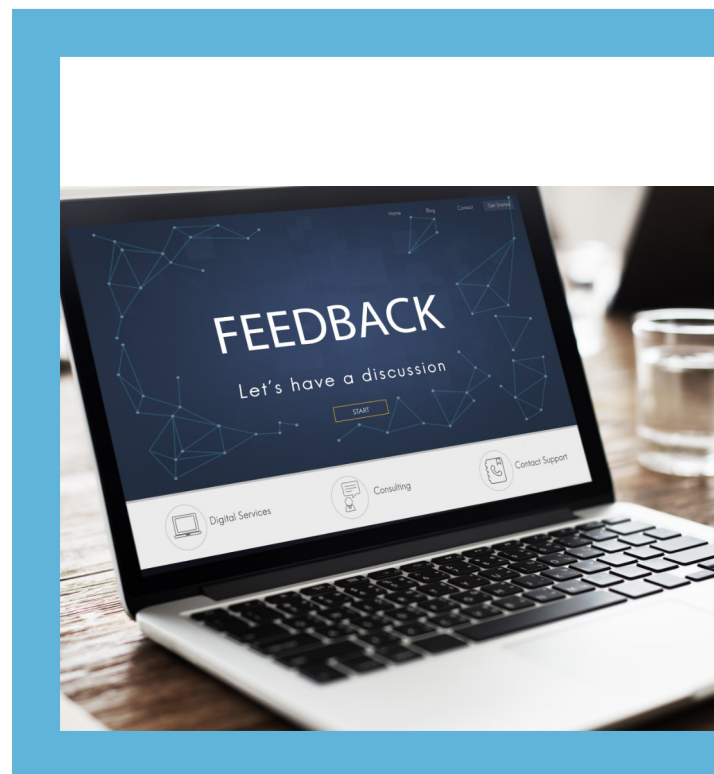 Home Blog Contact Get Started
FEEDBACK
Let's have a discussion
START
Digital Services
Consulting
Contact Support